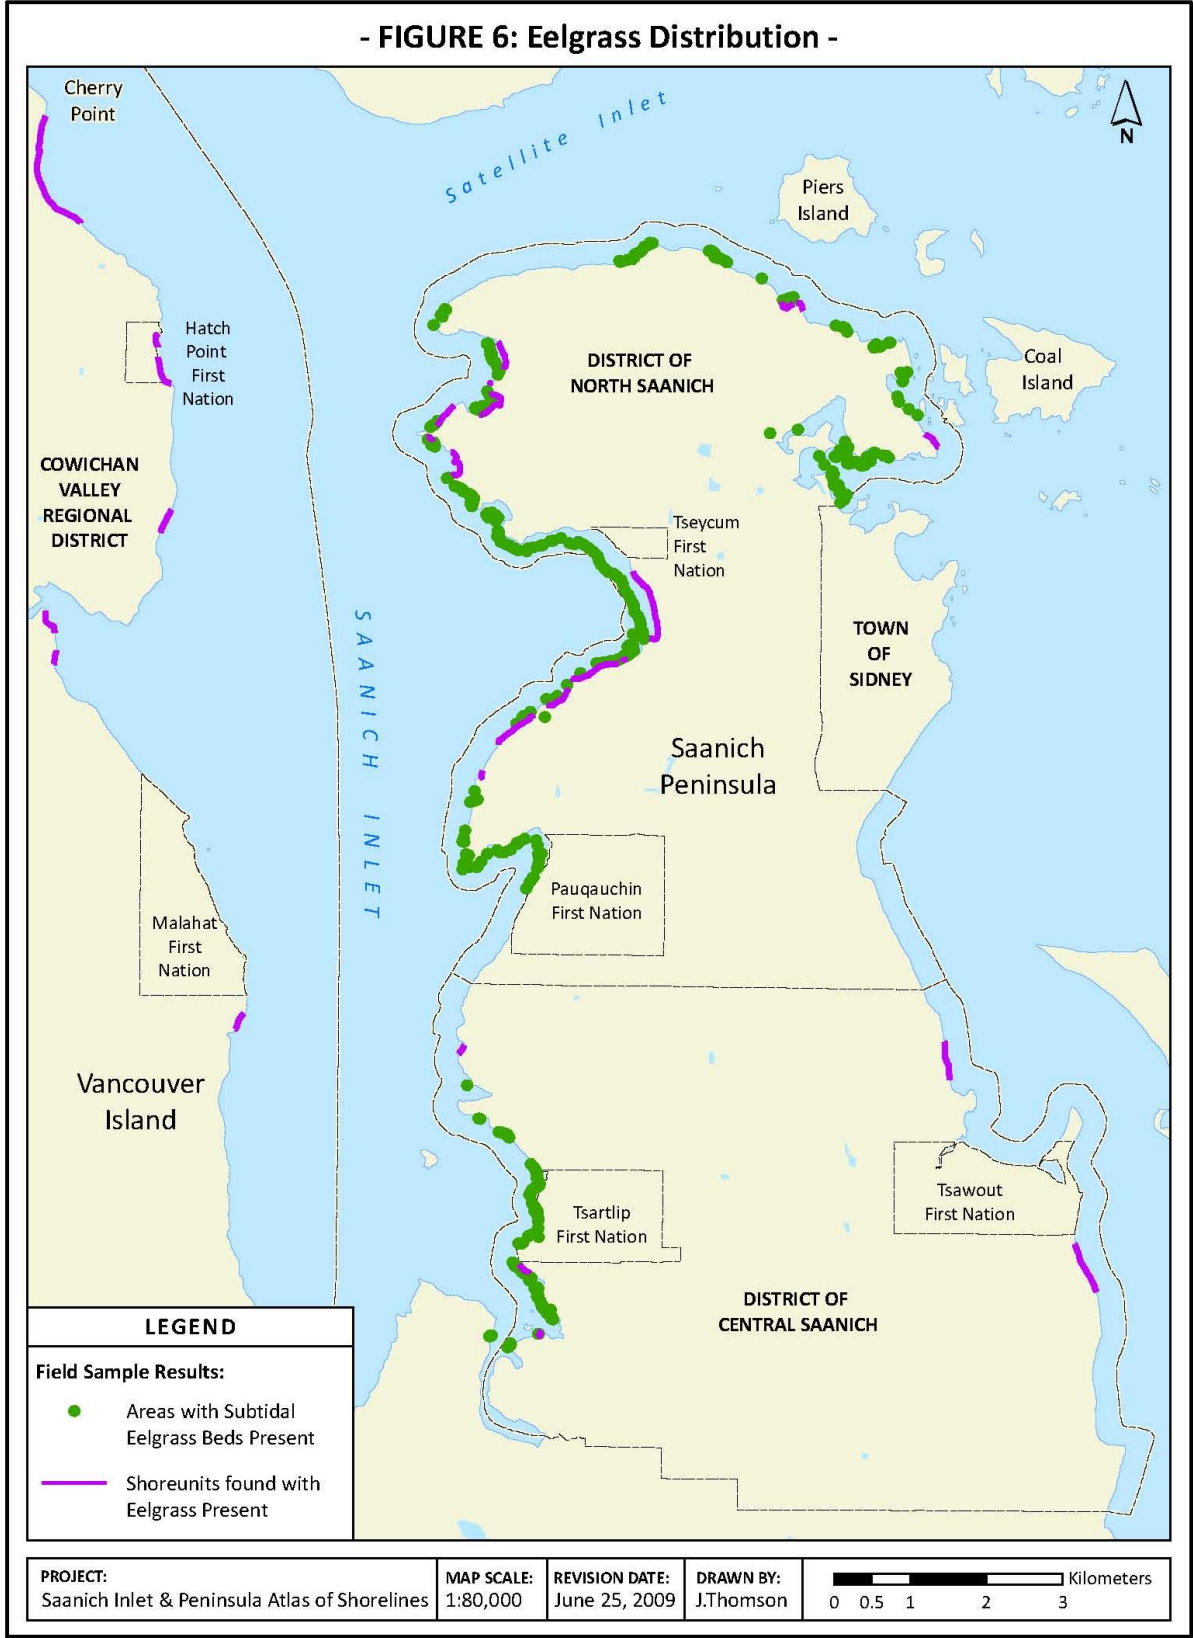 - FIGURE 6: Eelgrass Distribution -
Cherry
Point
Satellite Inlet
N
Piers
Island
Hatch
Point
First
Nation
DISTRICT OF
NORTH SAANICH
Coal
Island
COWICHAN
VALLEY
REGIONAL
DISTRICT
Tseycum
First
Nation
SAANICH INLET
TOWN
OF
SIDNEY
Saanich
Peninsula
Pauqauchin
First Nation
Malahat
First
Nation
Vancouver
Island
Tsartlip
First Nation
Tsawout
First Nation
DISTRICT OF
CENTRAL SAANICH
LEGEND
Field Sample Results:
Areas with Subtidal
Eelgrass Beds Present
Shoreunits found with
Eelgrass Present
PROJECT:
Saanich Inlet & Peninsula Atlas of Shorelines
MAP SCALE:
1:80,000
REVISION DATE:
June 25, 2009
DRAWN BY:
J.Thomson
Kilometers
0 0.5 1 2 3